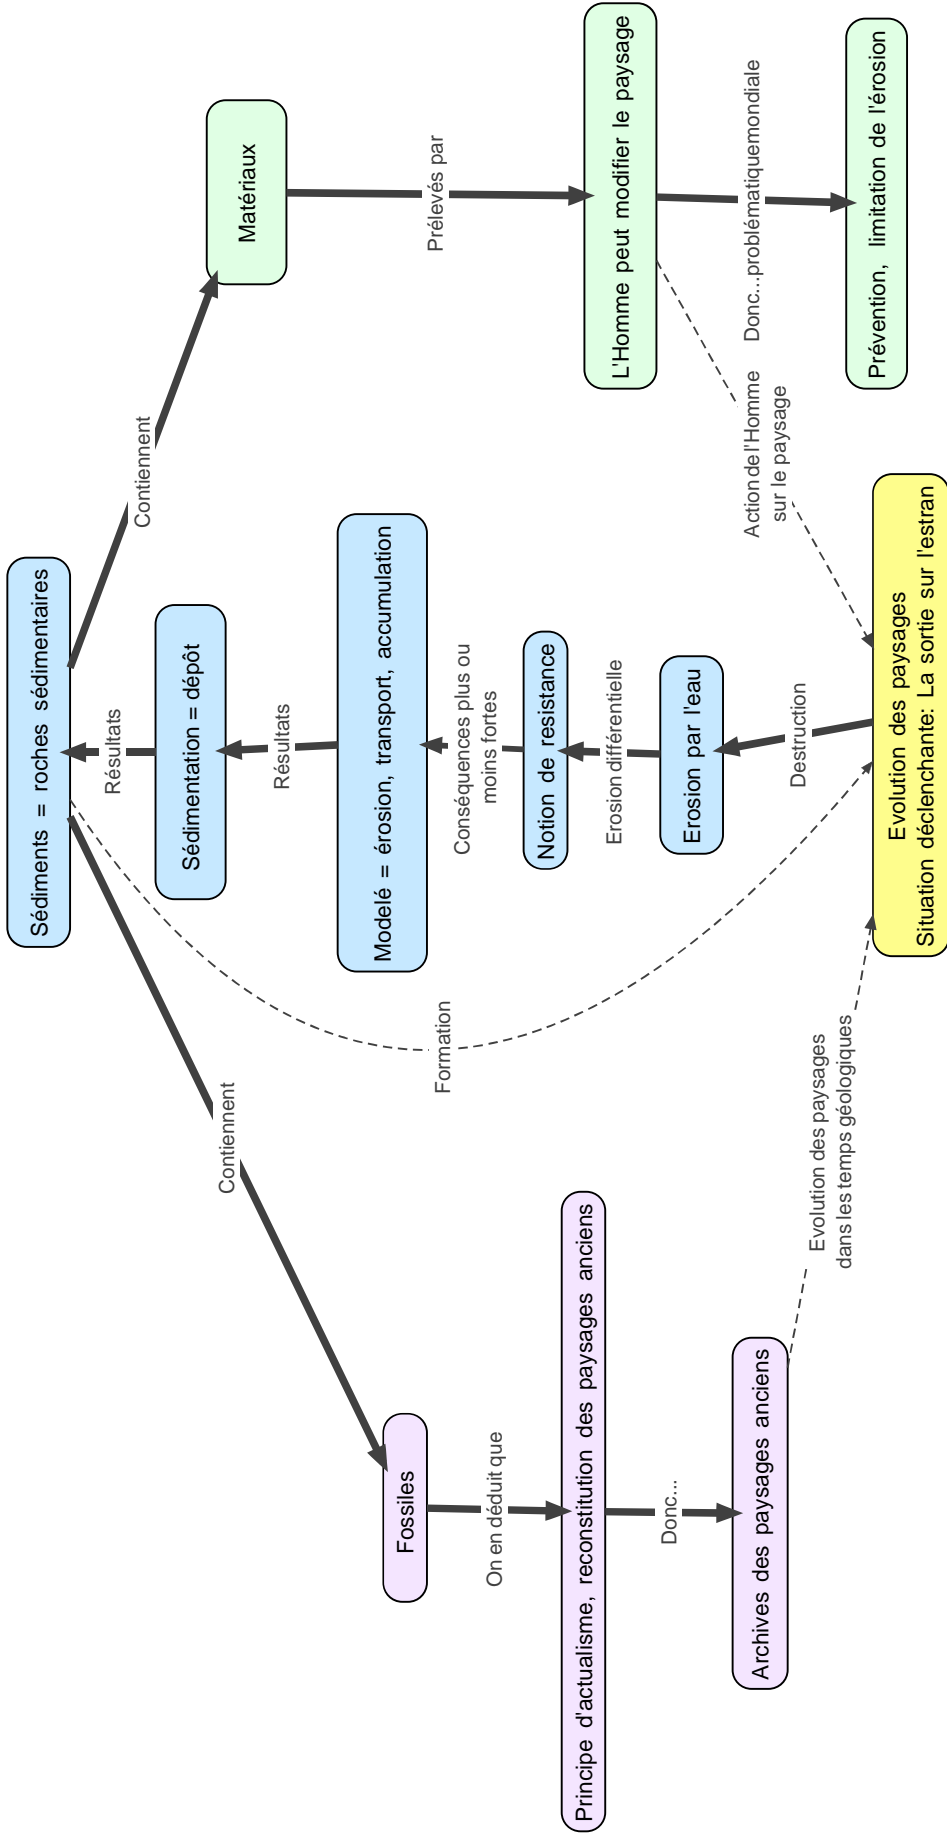 Sédiments = roches sédimentaires
Contiennent
Résultats
Contiennent
Sédimentation = dépôt
Matériaux
Résultats
Formation
Modelé = érosion, transport, accumulation
Prélevés par
Fossiles
Conséquences plus ou
moins fortes
On en déduit que
Notion de resistance
L'Homme peut modifier le paysage
Principe d'actualisme, reconstitution des paysages anciens
Erosion différentielle
Donc...
Erosion par l'eau
Action de l'Homme
sur le paysage
Donc...problématiquemondiale
Archives des paysages anciens
Destruction
Evolution des paysages
dans les temps géologiques
Prévention, limitation de l'érosion
Evolution des paysages
Situation déclenchante: La sortie sur l'estran